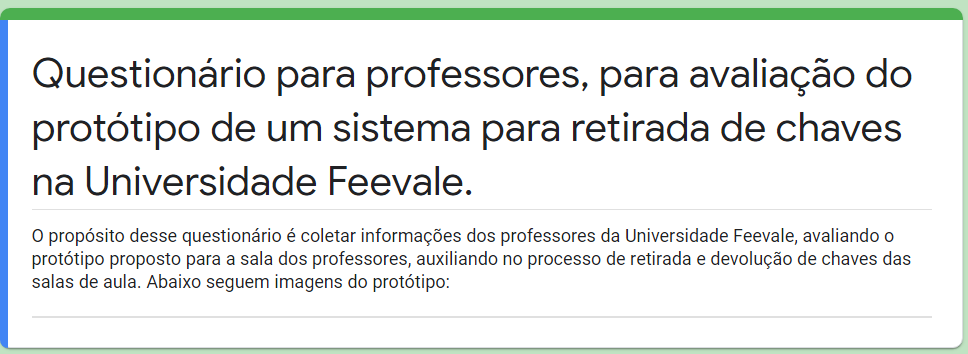 Questionário para professores, para avaliação do
protótipo de um sistema para retirada de chaves
na Universidade Feevale.
O propósito desse questionário é coletar informações dos professores da Universidade Feevale, avaliando o
protótipo proposto para a sala dos professores, auxiliando no processo de retirada e devolução de chaves das
salas de aula. Abaixo seguem imagens do protótipo: